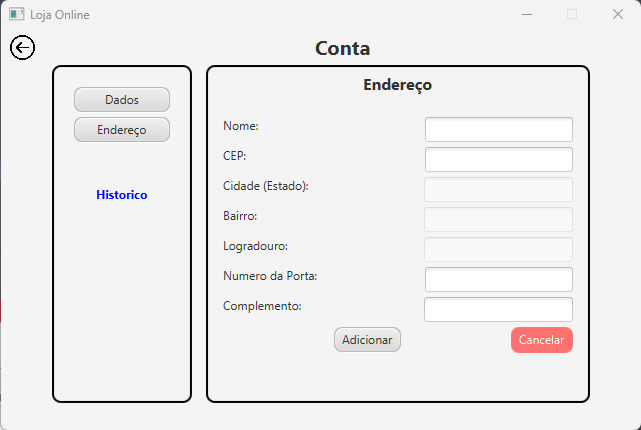 Loja Online
Conta
Dados
Endereço
Historico
Endereço
Nome:
CEP:
Cidade (Estado):
Bairro:
Logradouro:
Numero da Porta:
Complemento:
Adicionar
Cancelar